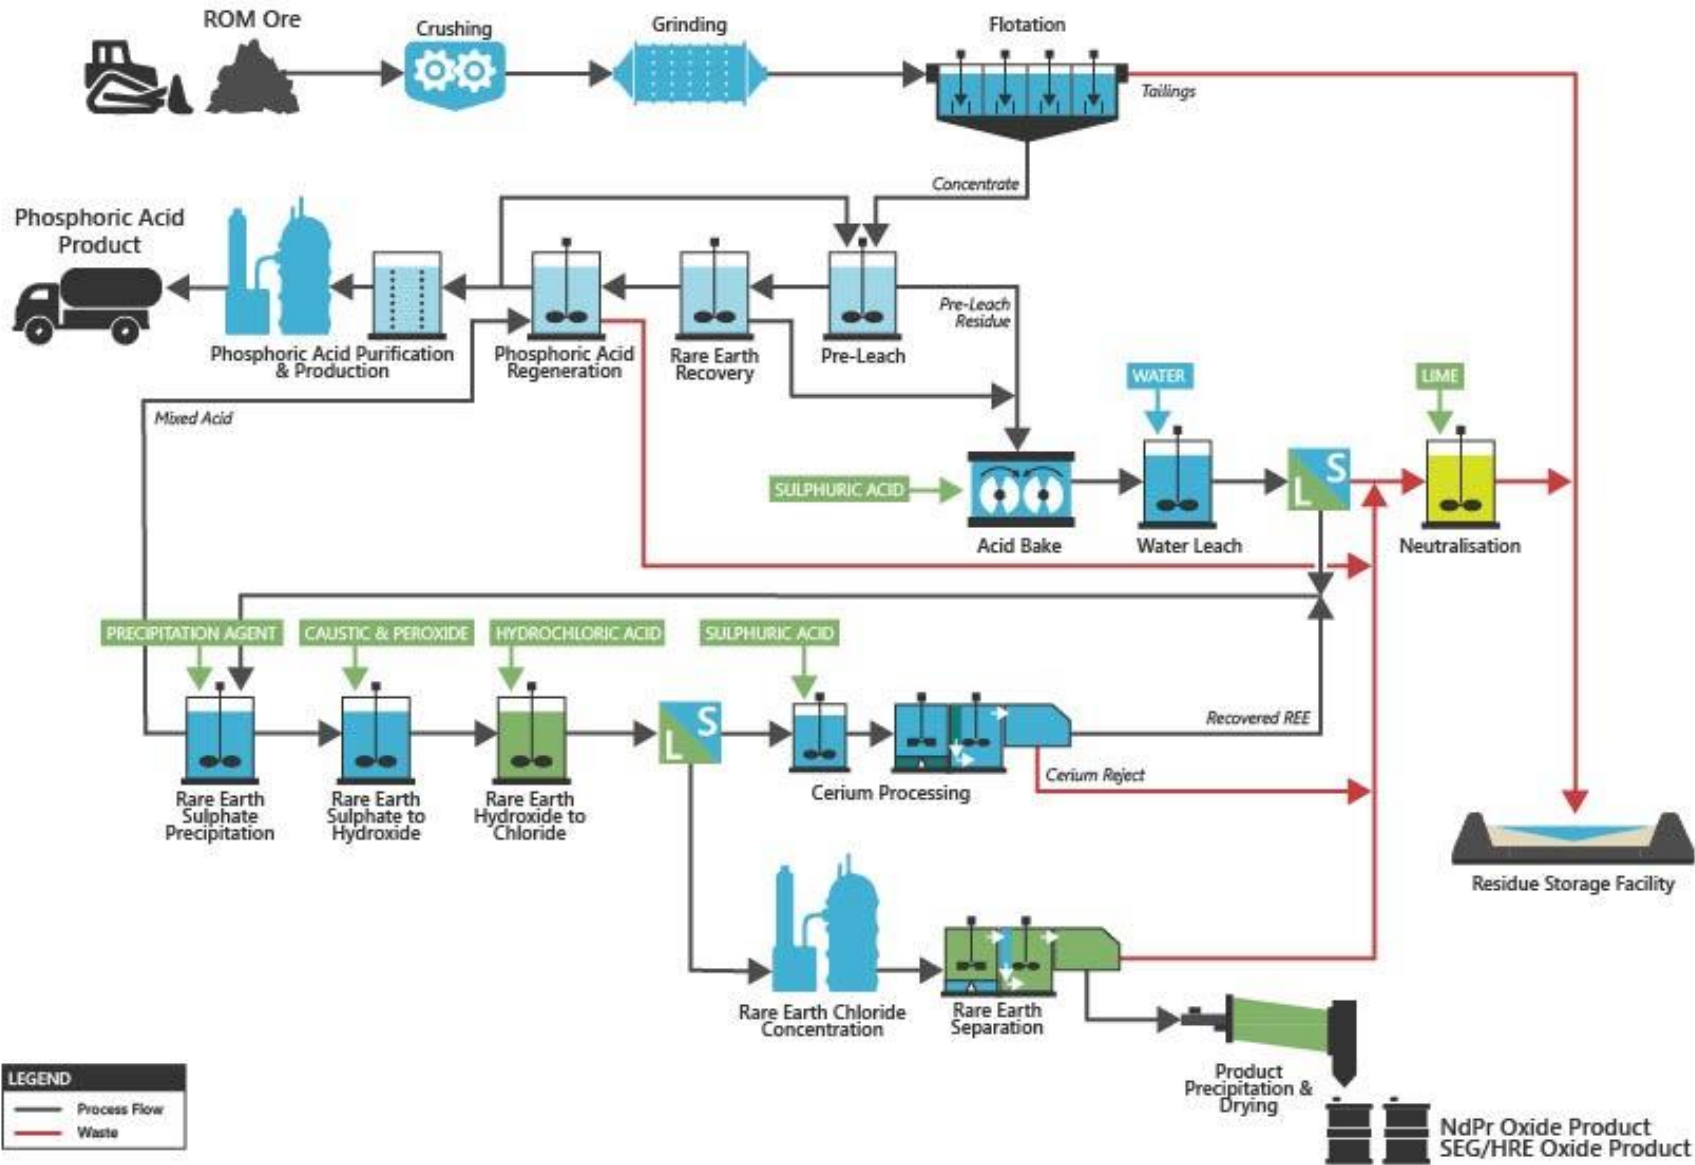 ROM Ore
Crushing
Grinding
Flotation
Tailings
Concentrate
Phosphoric Acid
Product
Phosphoric Acid Purification
& Production
Phosphoric Acid
Regeneration
Rare Earth
Recovery
Pre-Leach
Pre-Leach
Residue
Mixed Acid
WATER
LIME
SULPHURIC ACID
L S
Acid Bake
Water Leach
Neutralisation
PRECIPITATION AGENT
CAUSTIC & PEROXIDE
HYDROCHLORIC ACID
SULPHURIC ACID
L S
Recovered REE
Cerium Reject
Rare Earth
Sulphate
Precipitation
Rare Earth
Sulphate to
Hydroxide
Rare Earth
Hydroxide to
Chloride
Cerium Processing
Residue Storage Facility
Rare Earth Chloride
Concentration
Rare Earth
Separation
Product
Precipitation &
Drying
NdPr Oxide Product
SEG/HRE Oxide Product
LEGEND
Process Flow
Waste